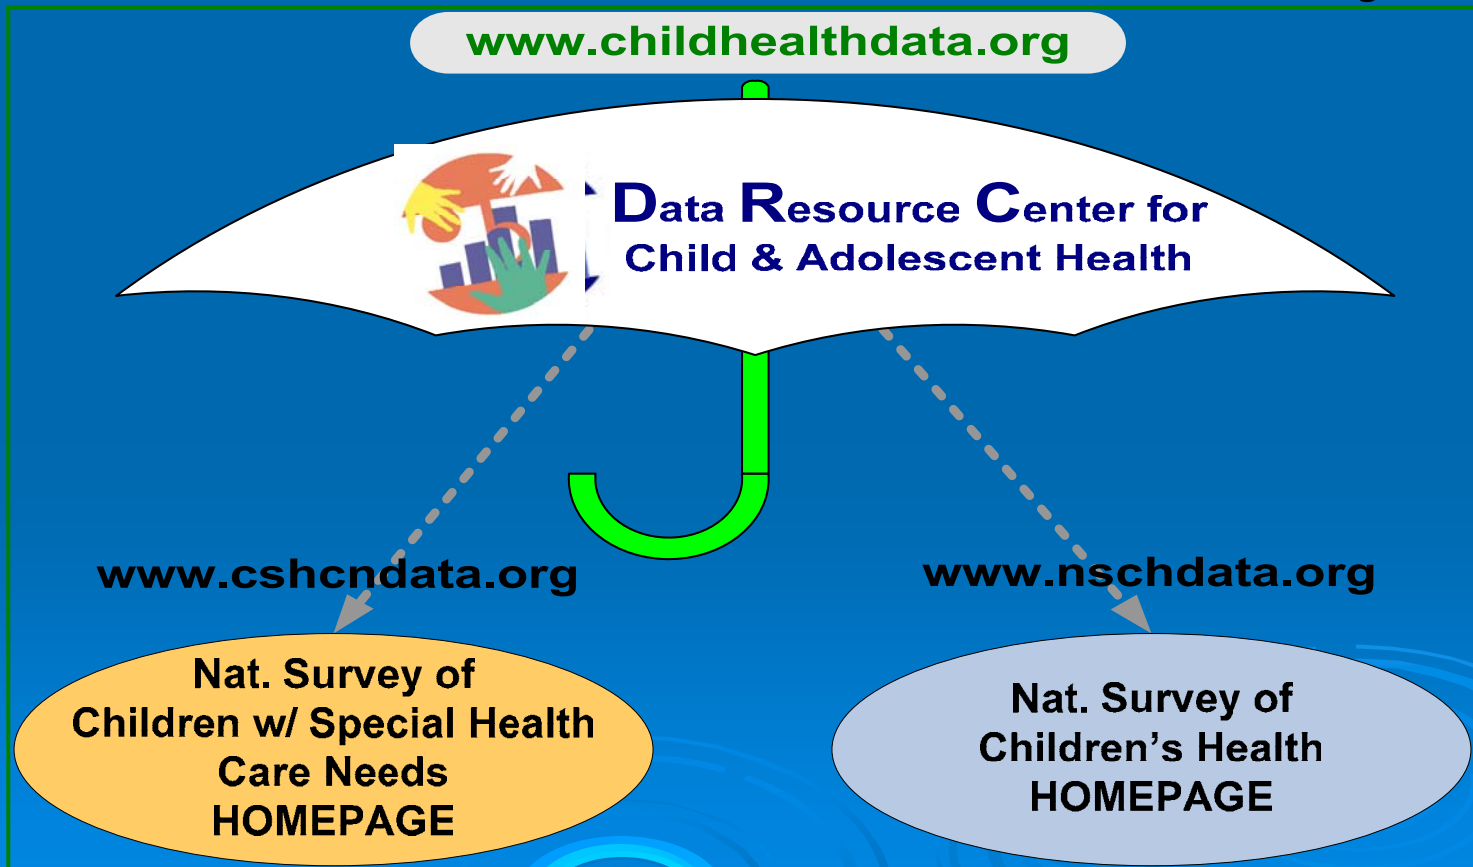 www.childhealthdata.org
Data Resource Center for
Child & Adolescent Health
www.cshcndata.org
www.nschdata.org
Nat. Survey of
Children w/ Special Health
Care Needs
HOMEPAGE
Nat. Survey of
Children’s Health
HOMEPAGE